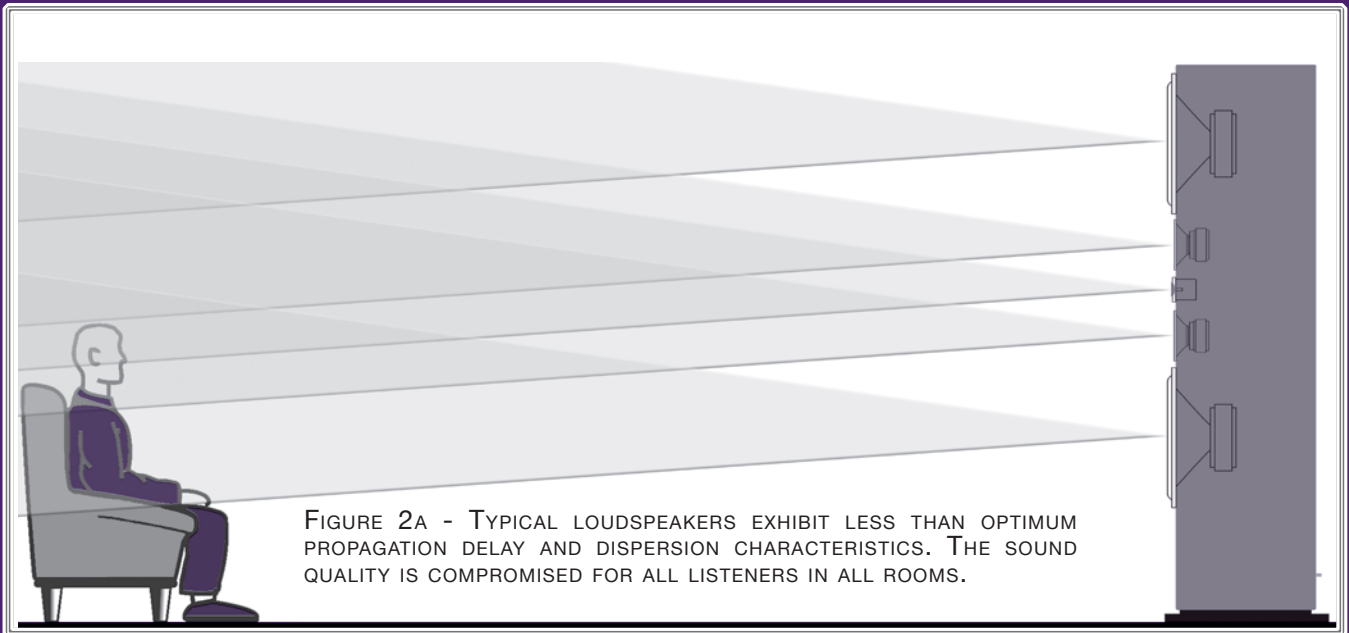 Figure 2a - Typical loudspeakers exhibit less than optimum
propagation delay and dispersion characteristics. The sound
quality is compromised for all listeners in all rooms.